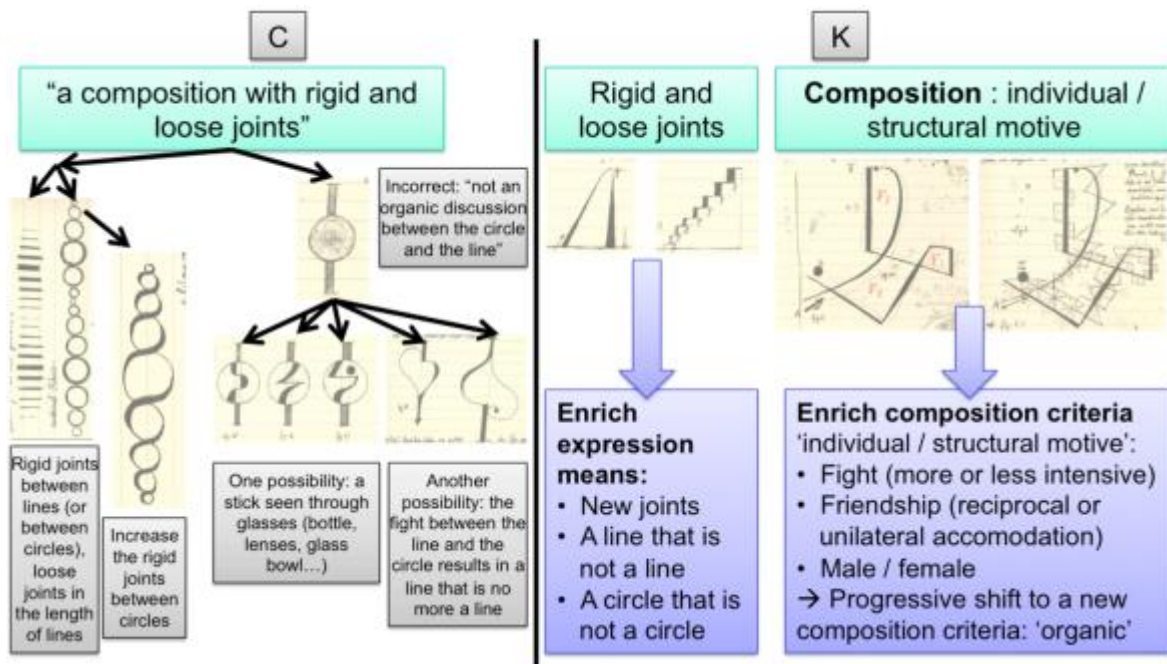 C
K
“a composition with rigid and
loose joints”
Rigid and
loose joints
Composition : individual /
structural motive
Incorrect: “not an
organic discussion
between the circle
and the line”
Rigid joints
between
lines (or
between
circles),
loose
joints in
the length
of lines
Increase
the rigid
joints
between
circles
One possibility: a
stick seen through
glasses (bottle,
lenses, glass
bowl…)
Another
possibility: the
fight between the
line and the
circle results in a
line that is no
more a line
Enrich
expression
means:
• New joints
• A line that is
not a line
• A circle that is
not a circle
Enrich composition criteria
‘individual / structural motive’:
• Fight (more or less intensive)
• Friendship (reciprocal or
unilateral accomodation)
• Male / female
→ Progressive shift to a new
composition criteria: ‘organic’